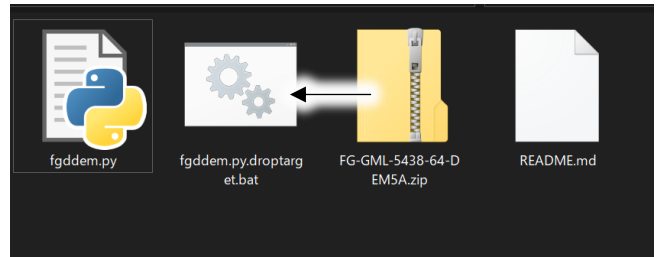 fgddem.py
fgddem.py.droptarg
et.bat
FG-GML-5438-64-D
EM5A.zip
README.md